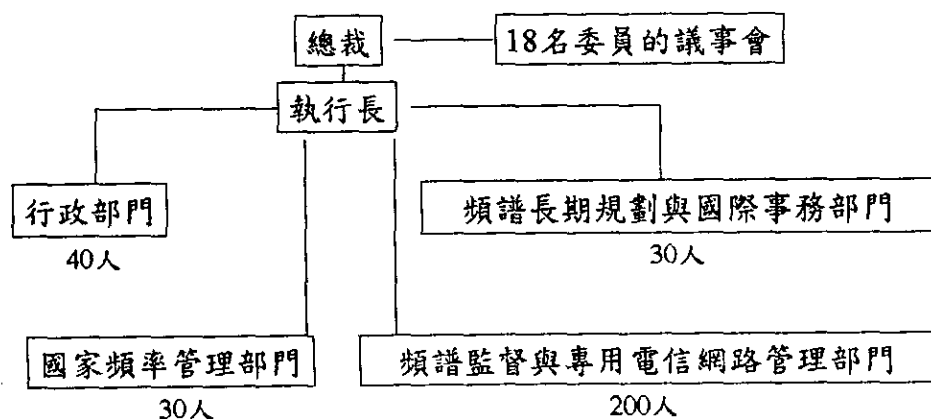 總裁
18名委員的議事會
執行長
行政部門
40人
頻譜長期規劃與國際事務部門
30人
國家頻率管理部門
30人
頻譜監督與專用電信網路管理部門
200人